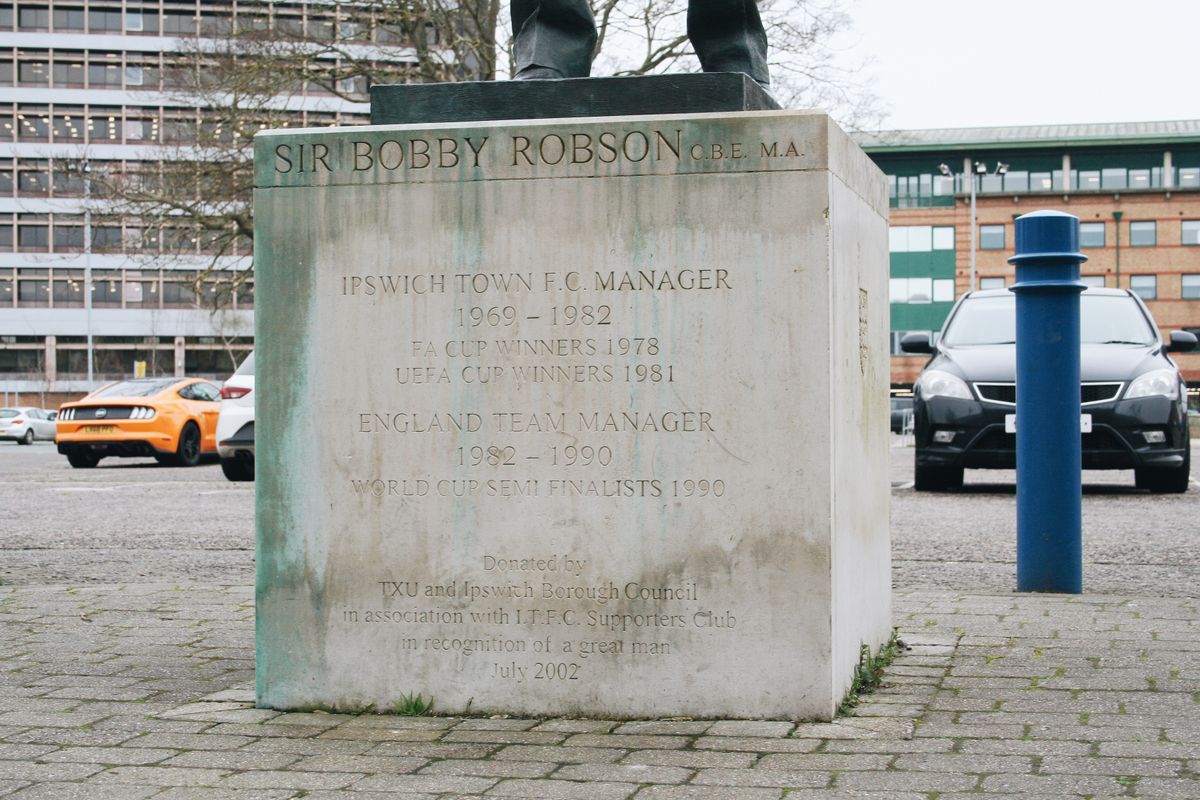 SIR BOBBY ROBSON C.B.E. M.A.
IPSWICH TOWN F.C. MANAGER
1969 – 1982
FA CUP WINNERS 1978
UEFA CUP WINNERS 1981
ENGLAND TEAM MANAGER
1982 – 1990
WORLD CUP SEMI FINALISTS 1990
Donated by
TXU and Ipswich Borough Council
in association with I.T.F.C. Supporters Club
in recognition of a great man
July 2002